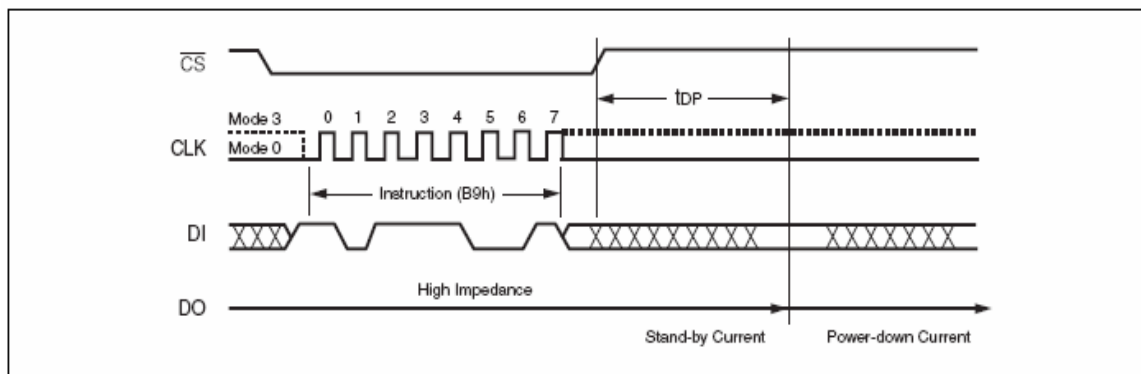 CS
tDP
Mode 3
0 1 2 3 4 5 6 7
CLK
Mode 0
Instruction (B9h)
DI
High Impedance
DO
Stand-by Current
Power-down Current